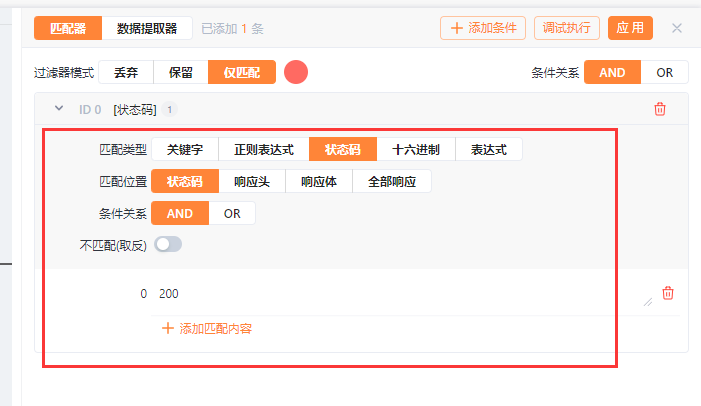 匹配器 数据提取器 已添加 1 条 添加条件 调试执行 应用
过滤器模式 丢弃 保留 仅匹配 条件关系 AND OR
ID 0 [状态码] 1
匹配类型 关键字 正则表达式 状态码 十六进制 表达式
匹配位置 状态码 响应头 响应体 全部响应
条件关系 AND OR
不匹配(取反)
0 200
添加匹配内容